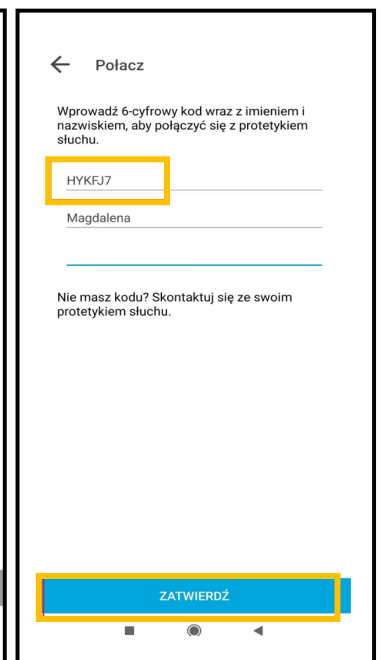 Połacz
Wprowadź 6-cyfrowy kod wraz z imieniem i
nazwiskiem, aby połączyć się z protetykiem
słuchu.
HYKFJ7
Magdalena
Nie masz kodu? Skontaktuj się ze swoim
protetykiem słuchu.
ZATWIERDŹ